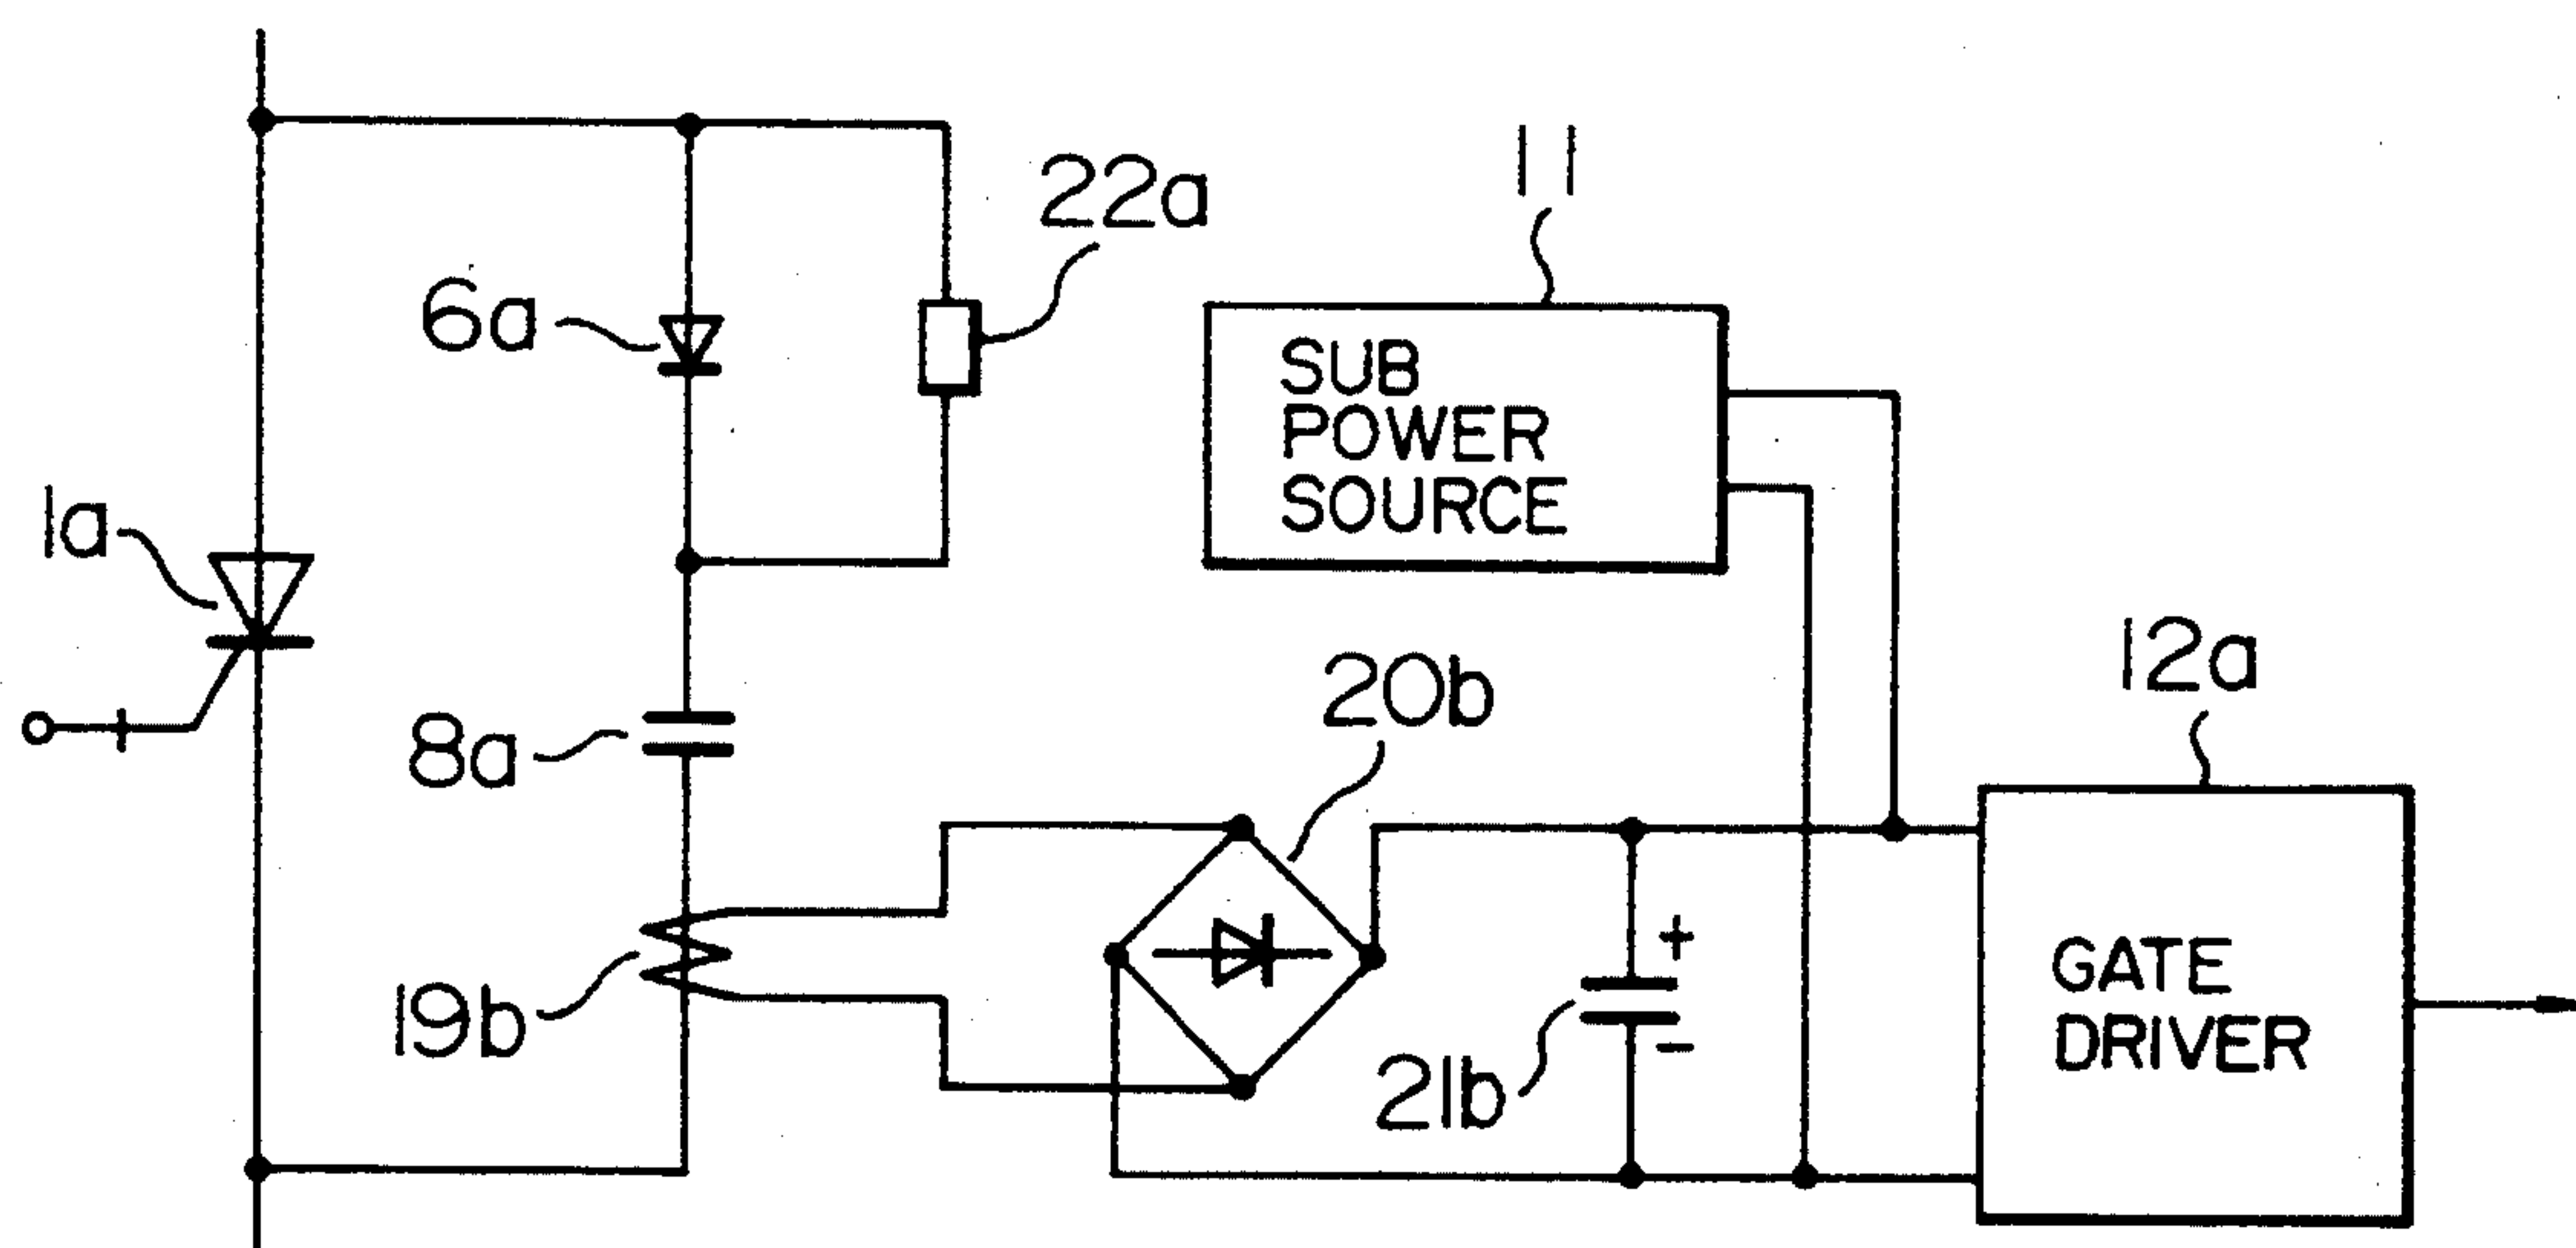 22a
11
6a
SUB
POWER
SOURCE
1a
12a
20b
8a
+
GATE
DRIVER
19b
21b
-